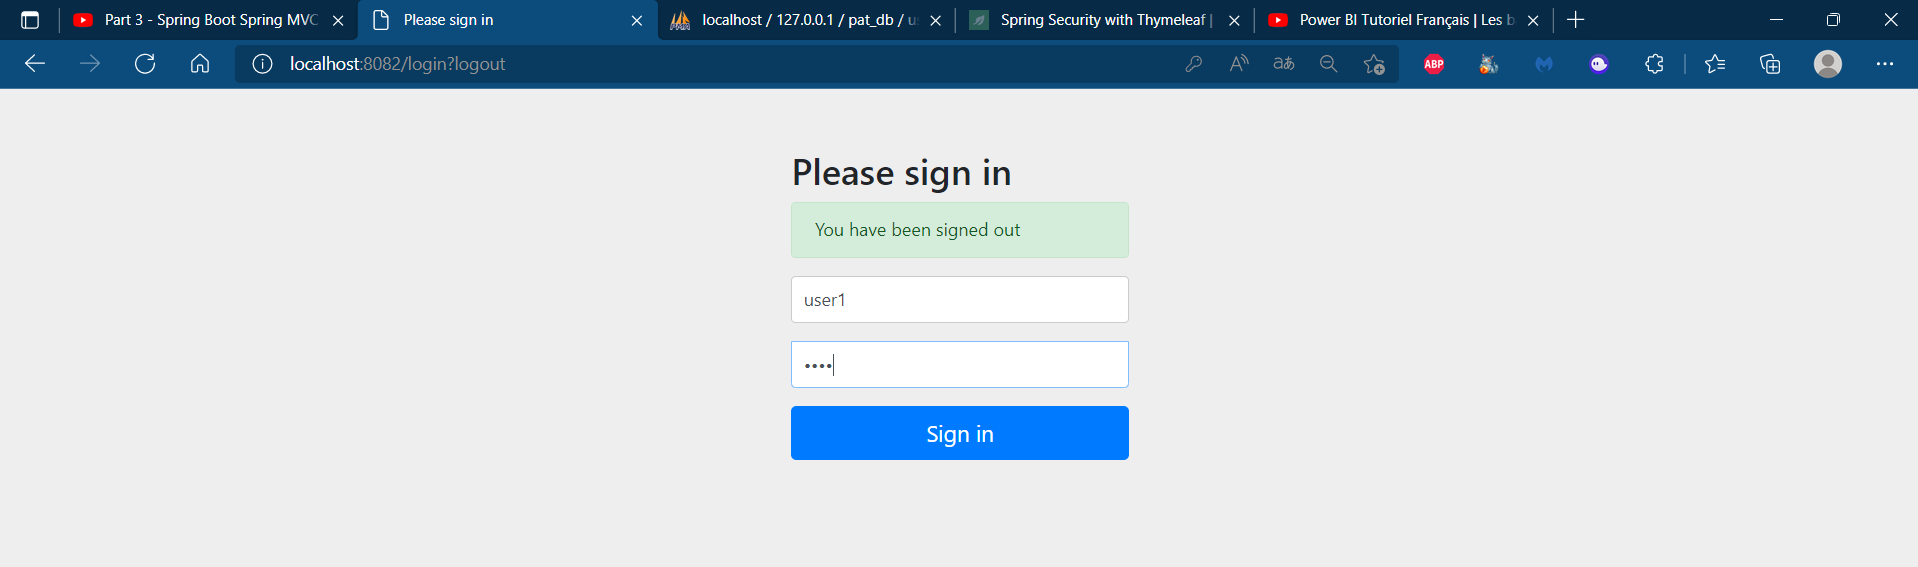 Part 3 - Spring Boot Spring MVC
Please sign in
localhost / 127.0.0.1 / pat_db / u
Spring Security with Thymeleaf |
Power BI Tutoriel Français | Les b
localhost:8082/login?logout
A
aあ
ABP
Please sign in
You have been signed out
user1
••••
Sign in